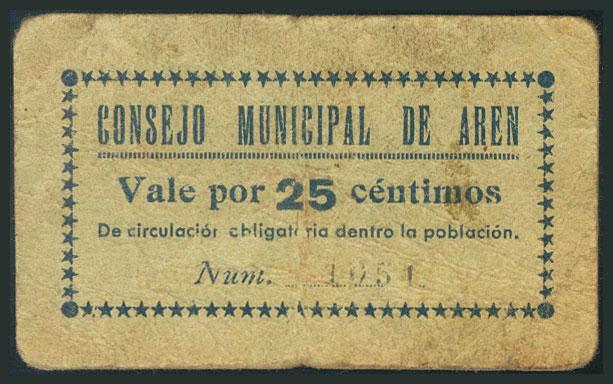 CONSEJO MUNICIPAL DE AREN
Vale por 25 céntimos
De circulación obligatoria dentro la población.
Num. 1051